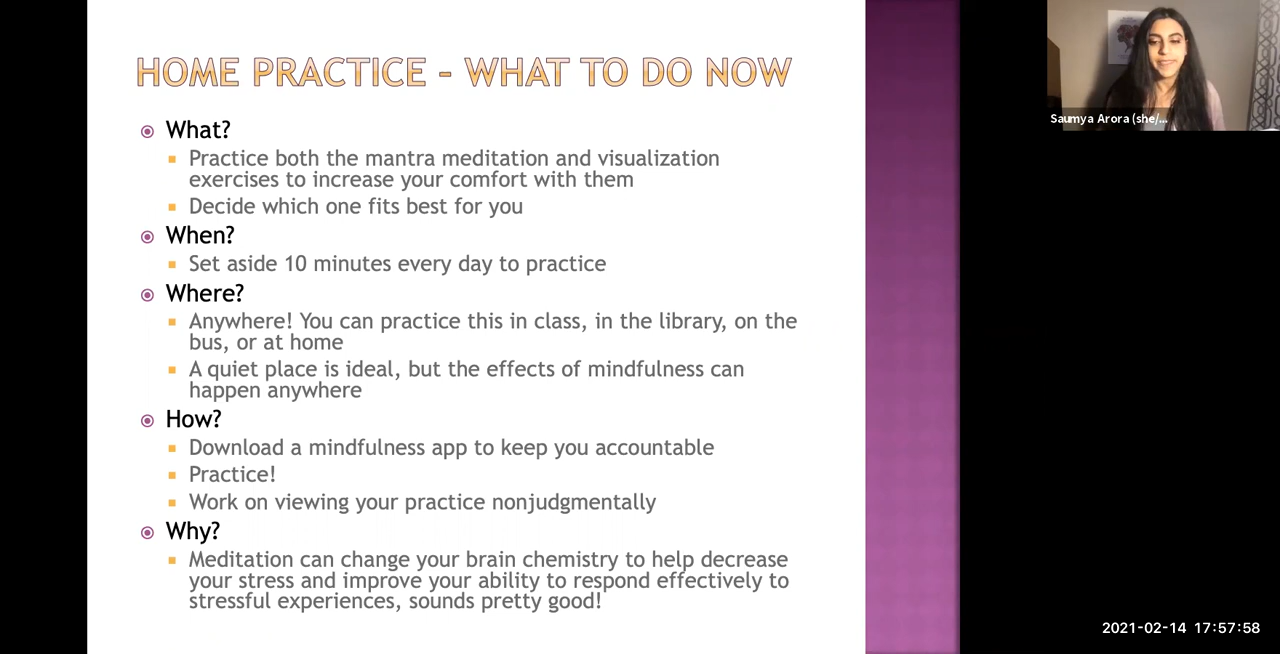 HOME PRACTICE - WHAT TO DO NOW
What?
Practice both the mantra meditation and visualization
exercises to increase your comfort with them
Decide which one fits best for you
When?
Set aside 10 minutes every day to practice
Where?
Anywhere! You can practice this in class, in the library, on the
bus, or at home
A quiet place is ideal, but the effects of mindfulness can
happen anywhere
How?
Download a mindfulness app to keep you accountable
Practice!
Work on viewing your practice nonjudgmentally
Why?
Meditation can change your brain chemistry to help decrease
your stress and improve your ability to respond effectively to
stressful experiences, sounds pretty good!
Saumya Arora (she/...
2021-02-14 17:57:58